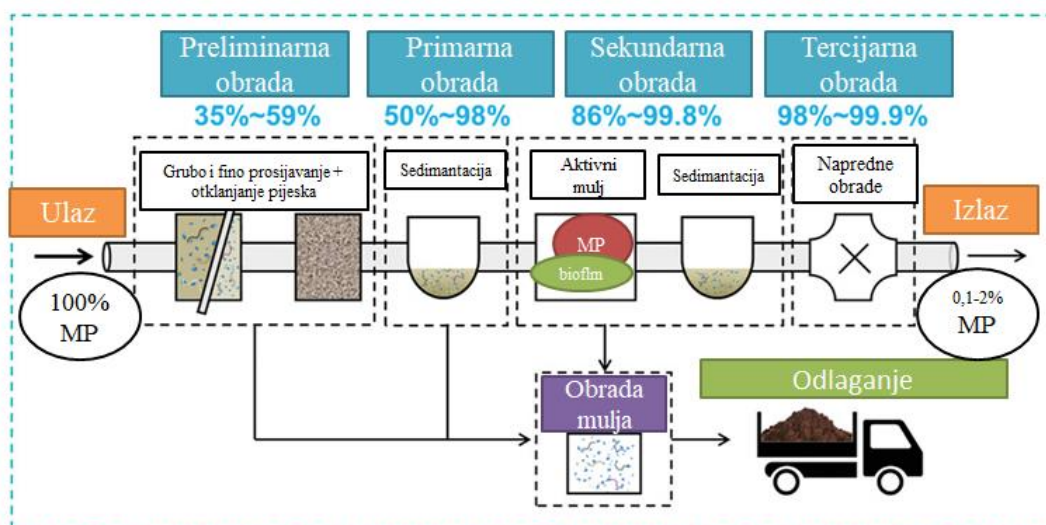 Preliminarna
obrada
Primarna
obrada
Sekundarna
obrada
Tercijarna
obrada
35%~59%
50%~98%
86%~99.8%
98%~99.9%
Grubo i fino prosijavanje +
otklanjanje pijeska
Sedimantacija
Aktivni
mulj
Sedimantacija
Napredne
obrade
Ulaz
Izlaz
MP
bioflm
100%
MP
0,1-2%
MP
Obrada
mulja
Odlaganje